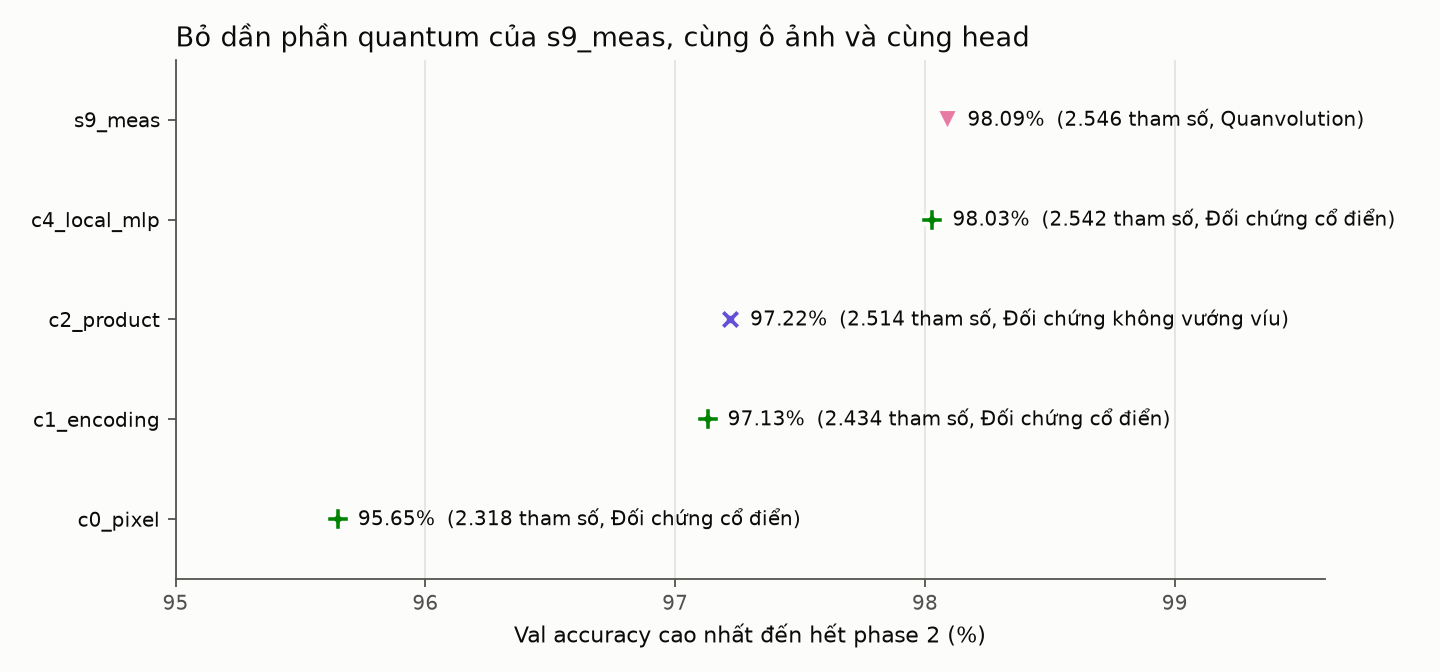 Bỏ dần phần quantum của s9_meas, cùng ô ảnh và cùng head
s9_meas
98.09% (2.546 tham số, Quanvolution)
c4_local_mlp
98.03% (2.542 tham số, Đối chứng cổ điển)
c2_product
97.22% (2.514 tham số, Đối chứng không vướng víu)
c1_encoding
97.13% (2.434 tham số, Đối chứng cổ điển)
c0_pixel
95.65% (2.318 tham số, Đối chứng cổ điển)
95 96 97 98 99
Val accuracy cao nhất đến hết phase 2 (%)